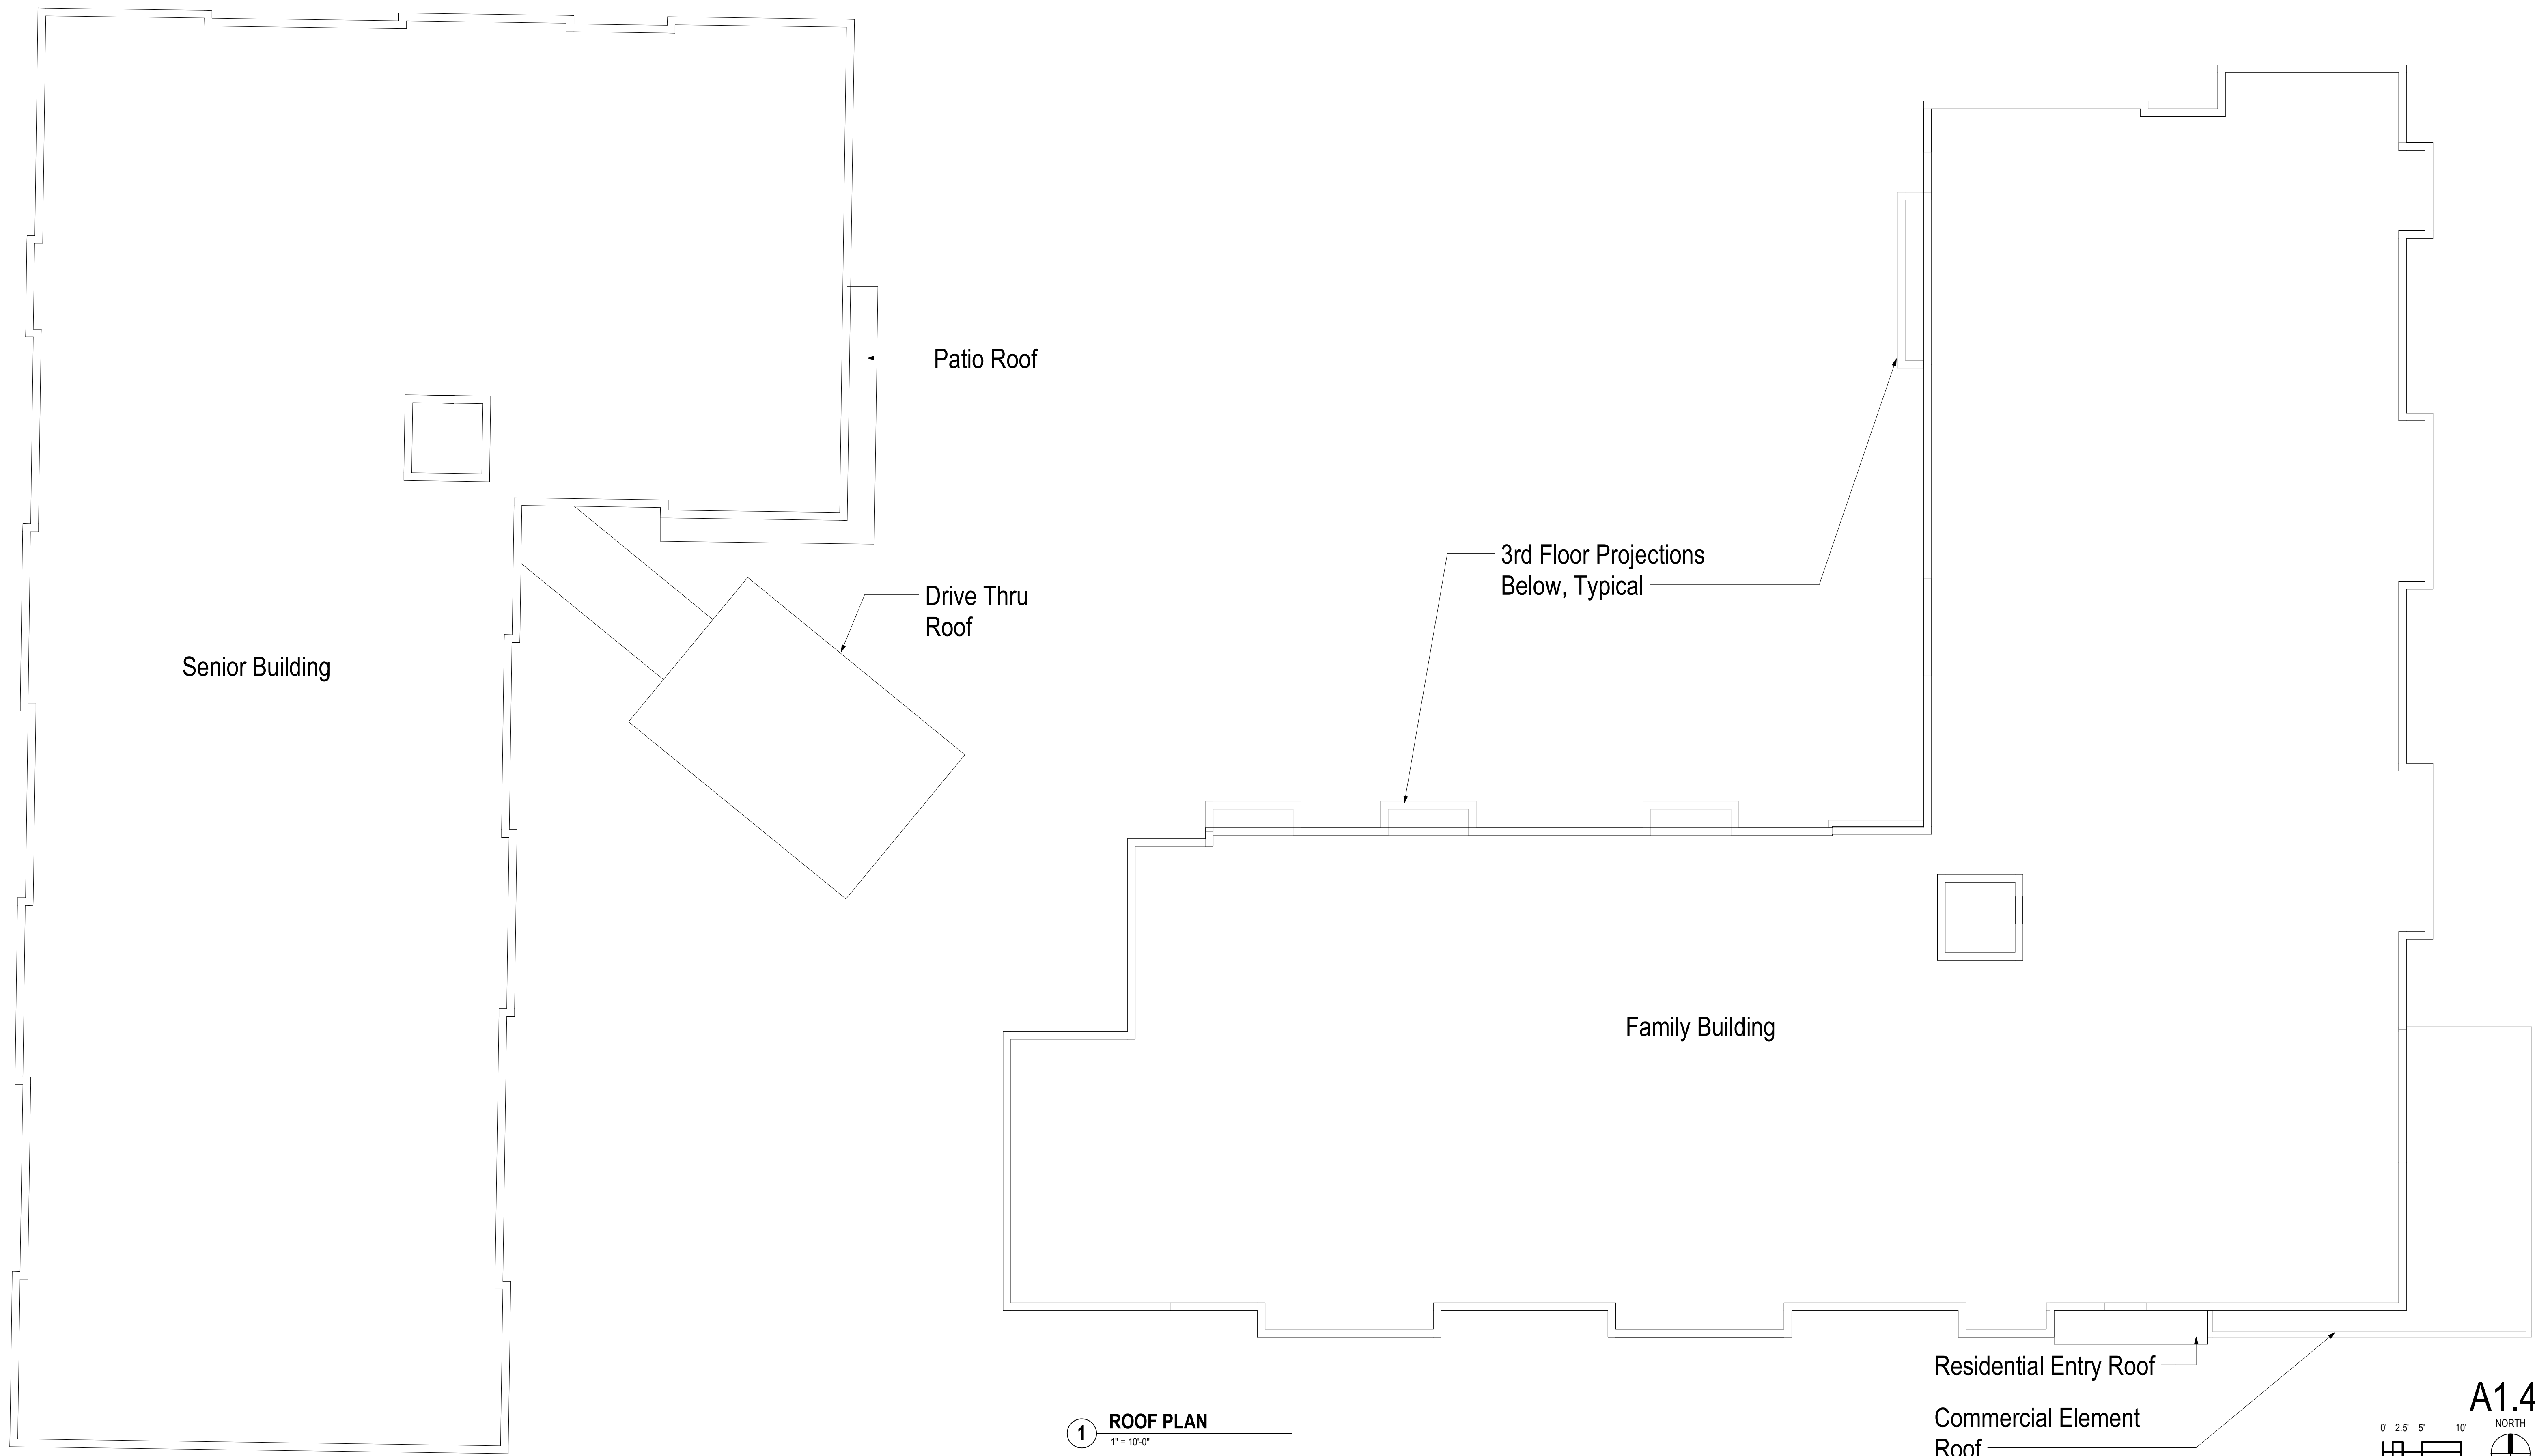 Patio Roof
3rd Floor Projections
Below, Typical
Drive Thru
Roof
Senior Building
Family Building
Residential Entry Roof
Commercial Element
Roof
1
ROOF PLAN
1" = 10'-0"
A1.4
0' 2.5' 5' 10'
NORTH